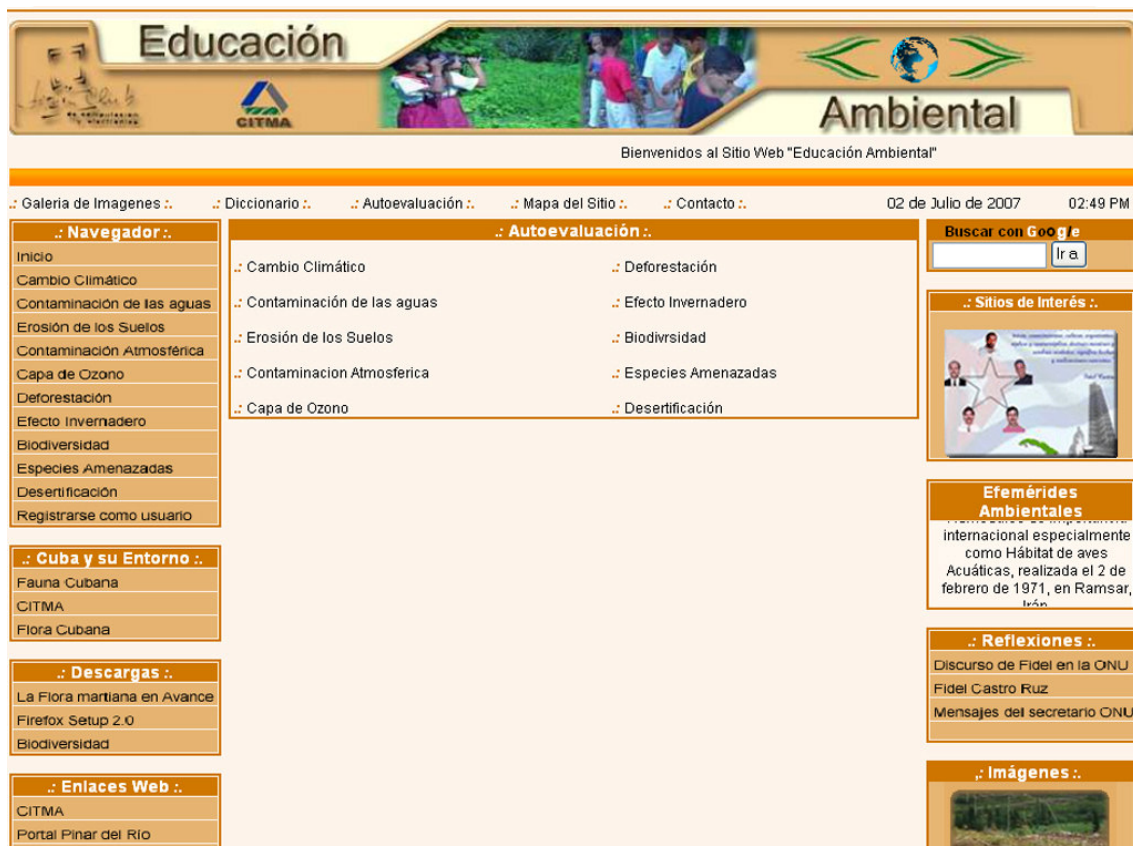 Educación
CITMA
Ambiental
Bienvenidos al Sitio Web "Educación Ambiental"
.: Galeria de Imagenes :. .: Diccionario :. .: Autoevaluación :. .: Mapa del Sitio :. .: Contacto :. 02 de Julio de 2007 02:49 PM
.: Navegador :.
Inicio
Cambio Climático
Contaminación de las aguas
Erosión de los Suelos
Contaminación Atmosférica
Capa de Ozono
Deforestación
Efecto Invernadero
Biodiversidad
Especies Amenazadas
Desertificación
Registrarse como usuario
.: Cuba y su Entorno :.
Fauna Cubana
CITMA
Flora Cubana
.: Descargas :.
La Flora martiana en Avance
Firefox Setup 2.0
Biodiversidad
.: Enlaces Web :.
CITMA
Portal Pinar del Río
.: Autoevaluación :.
.: Cambio Climático .: Deforestación
.: Contaminación de las aguas .: Efecto Invernadero
.: Erosión de los Suelos .: Biodivrsidad
.: Contaminacion Atmosferica .: Especies Amenazadas
.: Capa de Ozono .: Desertificación
Buscar con Google
Ir a
.: Sitios de Interés :.
Efemérides
Ambientales
internacional especialmente
como Hábitat de aves
Acuáticas, realizada el 2 de
febrero de 1971, en Ramsar,
Irán
.: Reflexiones :.
Discurso de Fidel en la ONU
Fidel Castro Ruz
Mensajes del secretario ONU
.: Imágenes :.